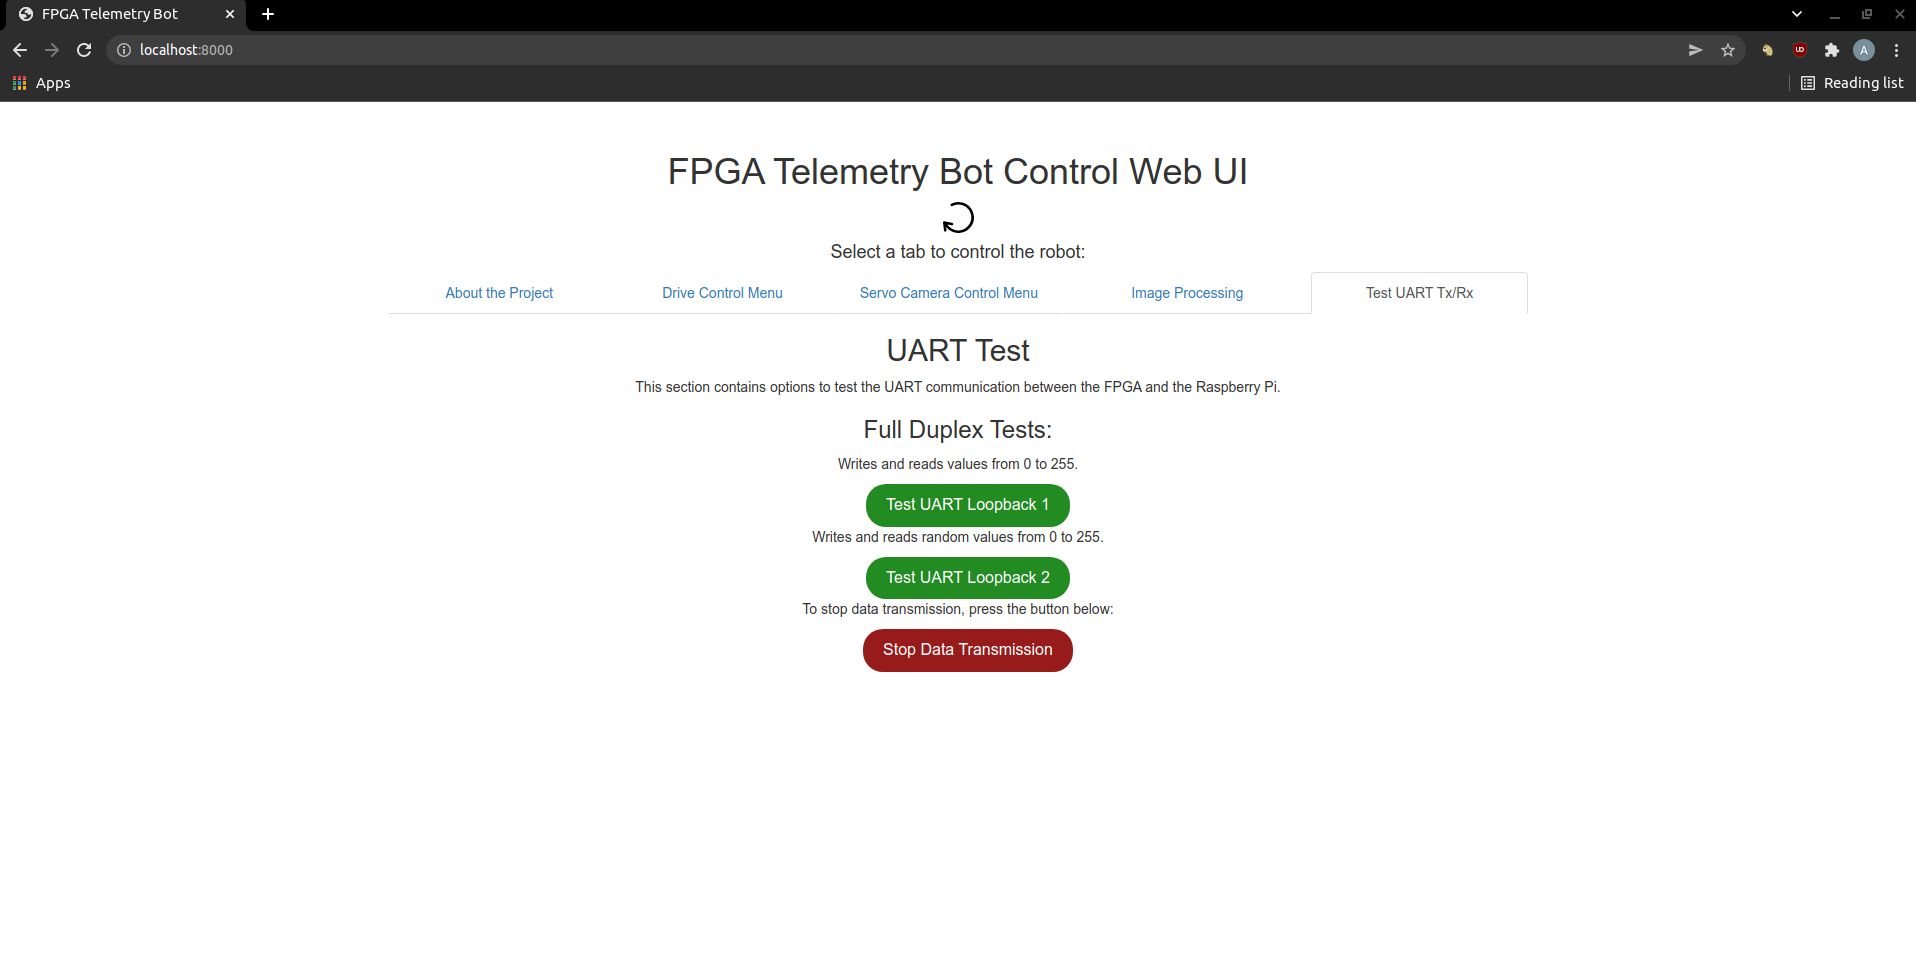 FPGA Telemetry Bot
localhost:8000
A
Apps
Reading list
FPGA Telemetry Bot Control Web UI
Select a tab to control the robot:
About the Project Drive Control Menu Servo Camera Control Menu Image Processing Test UART Tx/Rx
UART Test
This section contains options to test the UART communication between the FPGA and the Raspberry Pi.
Full Duplex Tests:
Writes and reads values from 0 to 255.
Test UART Loopback 1
Writes and reads random values from 0 to 255.
Test UART Loopback 2
To stop data transmission, press the button below:
Stop Data Transmission